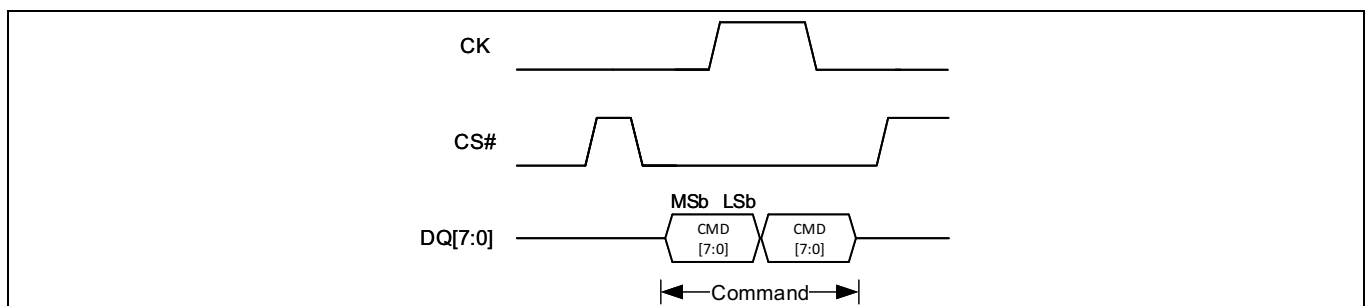 CK
CS#
MSb LSb
DQ[7:0]
CMD
[7:0]
CMD
[7:0]
Command